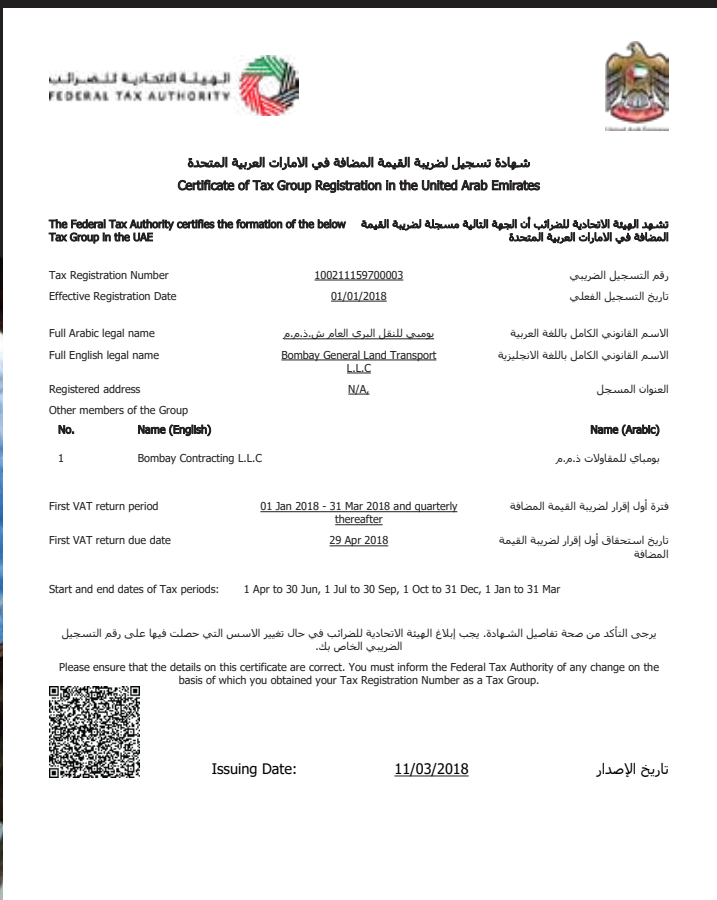 الهيئة الاتحادية للضرائب
FEDERAL TAX AUTHORITY
United Arab Emirates
شهادة تسجيل لضريبة القيمة المضافة في الامارات العربية المتحدة
Certificate of Tax Group Registration in the United Arab Emirates
The Federal Tax Authority certifies the formation of the below تشهد الهيئة الاتحادية للضرائب أن الجهة التالية مسجلة لضريبة القيمة
Tax Group in the UAE المضافة في الامارات العربية المتحدة
Tax Registration Number 100211159700003 رقم التسجيل الضريبي
Effective Registration Date 01/01/2018 تاريخ التسجيل الفعلي
Full Arabic legal name بومبي للنقل البري العام ش.ذ.م.م الاسم القانوني الكامل باللغة العربية
Full English legal name Bombay General Land Transport الاسم القانوني الكامل باللغة الانجليزية
L.L.C
Registered address N/A, العنوان المسجل
Other members of the Group
No. Name (English) Name (Arabic)
1 Bombay Contracting L.L.C بومباي للمقاولات ذ.م.م
First VAT return period 01 Jan 2018 - 31 Mar 2018 and quarterly فترة أول إقرار لضريبة القيمة المضافة
thereafter
First VAT return due date 29 Apr 2018 تاريخ استحقاق أول إقرار لضريبة القيمة
المضافة
Start and end dates of Tax periods: 1 Apr to 30 Jun, 1 Jul to 30 Sep, 1 Oct to 31 Dec, 1 Jan to 31 Mar
يرجى التأكد من صحة تفاصيل الشهادة. يجب إبلاغ الهيئة الاتحادية للضرائب في حال تغيير الاسس التي حصلت فيها على رقم التسجيل
الضريبي الخاص بك.
Please ensure that the details on this certificate are correct. You must inform the Federal Tax Authority of any change on the
basis of which you obtained your Tax Registration Number as a Tax Group.
Issuing Date: 11/03/2018 تاريخ الإصدار